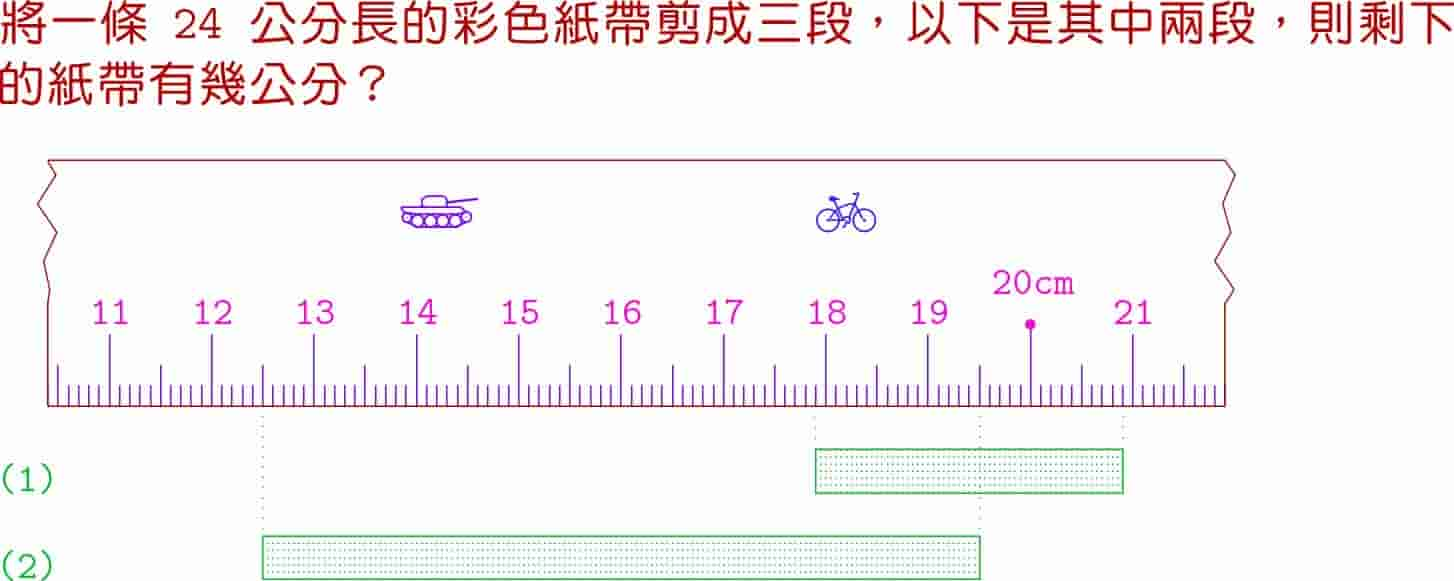 將一條 24 公分長的彩色紙帶剪成三段，以下是其中兩段，則剩下
的紙帶有幾公分？
20cm
11 12 13 14 15 16 17 18 19 21
(1)
(2)